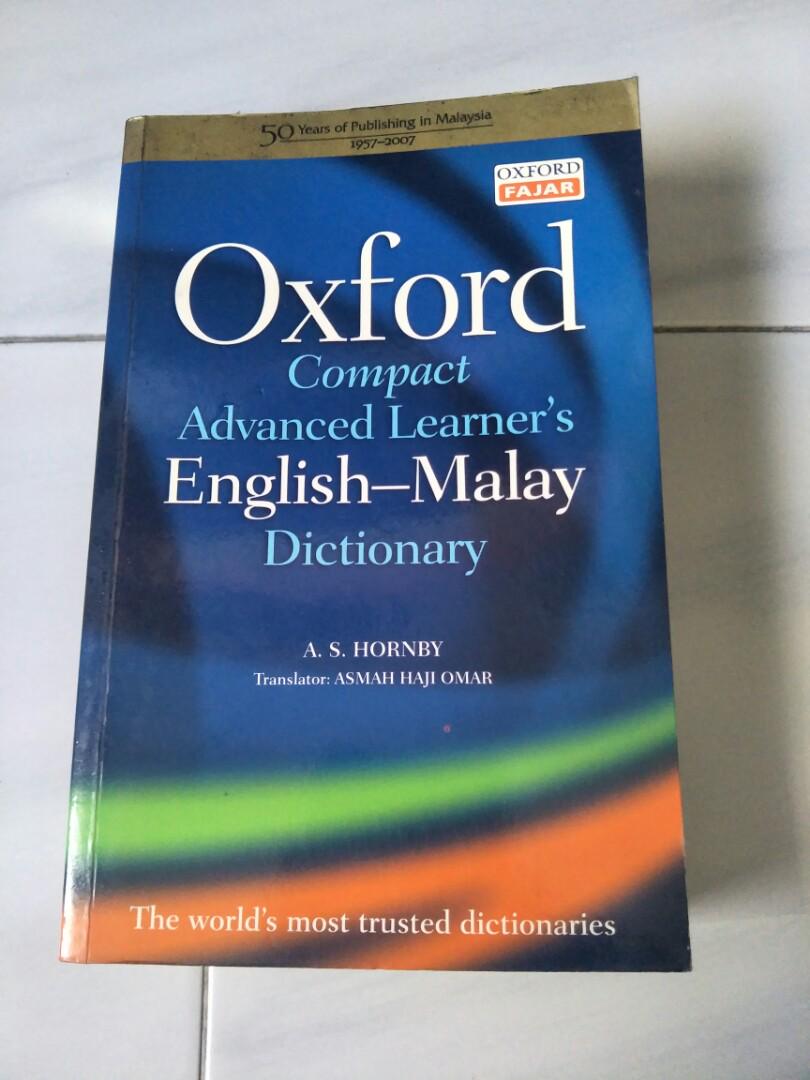 50 Years of Publishing in Malaysia
1957–2007
OXFORD
FAJAR
Oxford
Compact
Advanced Learner's
English–Malay
Dictionary
A. S. HORNBY
Translator: ASMAH HAJI OMAR
The world's most trusted dictionaries